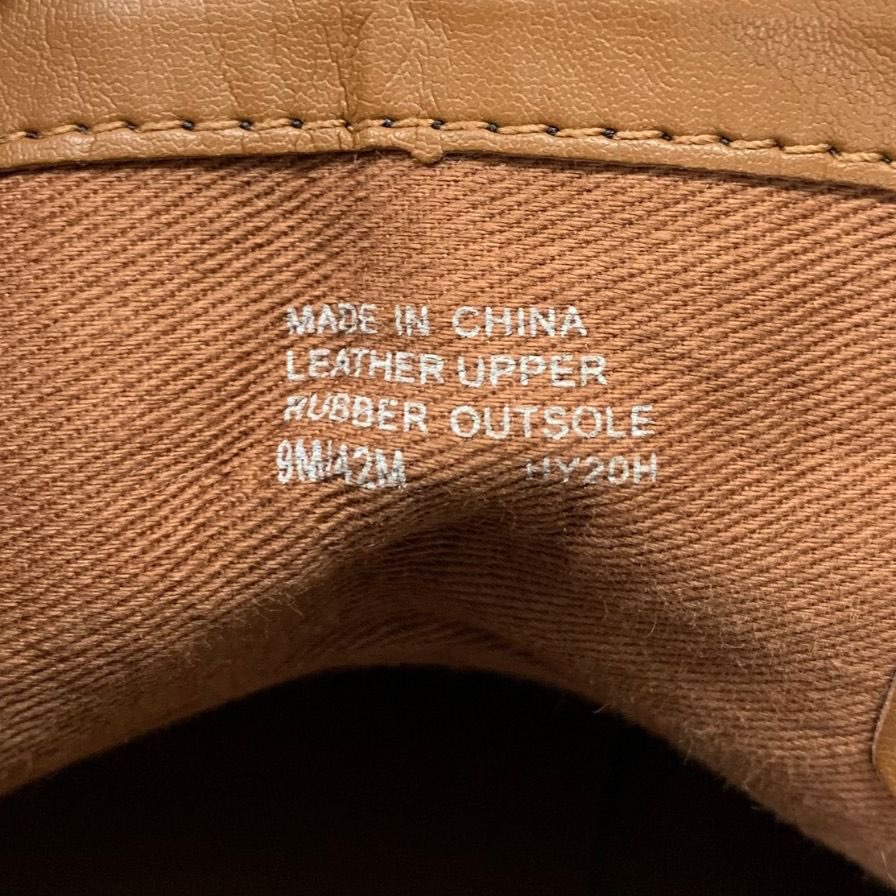 MADE IN CHINA
LEATHER UPPER
RUBBER OUTSOLE
9M/42M HY20H